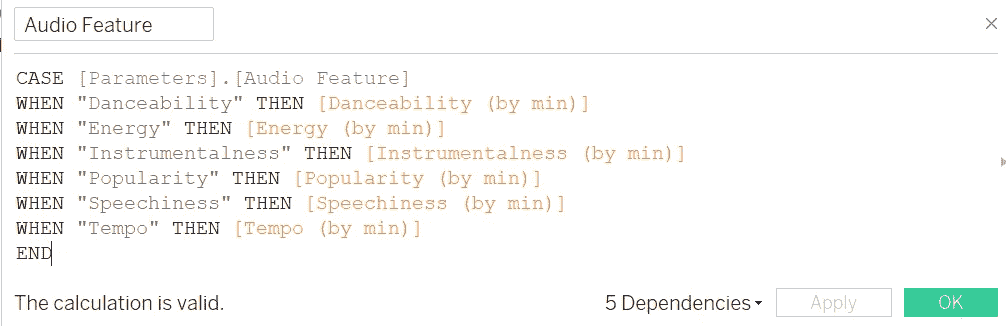 Audio Feature
CASE [Parameters].[Audio Feature]
WHEN "Danceability" THEN [Danceability (by min)]
WHEN "Energy" THEN [Energy (by min)]
WHEN "Instrumentalness" THEN [Instrumentalness (by min)]
WHEN "Popularity" THEN [Popularity (by min)]
WHEN "Speechiness" THEN [Speechiness (by min)]
WHEN "Tempo" THEN [Tempo (by min)]
END
The calculation is valid. 5 Dependencies Apply OK